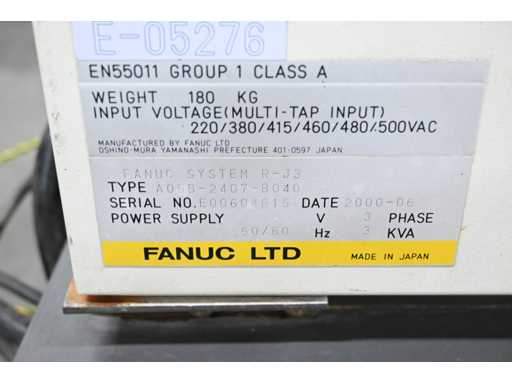 E-05276
EN55011 GROUP 1 CLASS A
WEIGHT 180 KG
INPUT VOLTAGE(MULTI-TAP INPUT)
220/380/415/460/480/500VAC
MANUFACTURED BY FANUC LTD
OSHINO-MURA YAMANASHI PREFECTURE 401-0597 JAPAN
FANUC SYSTEM R-J3
TYPE A05B-2407-B040
SERIAL NO. DATE 2000-06
POWER SUPPLY V 3 PHASE
50/60 Hz 3 KVA
FANUC LTD MADE IN JAPAN